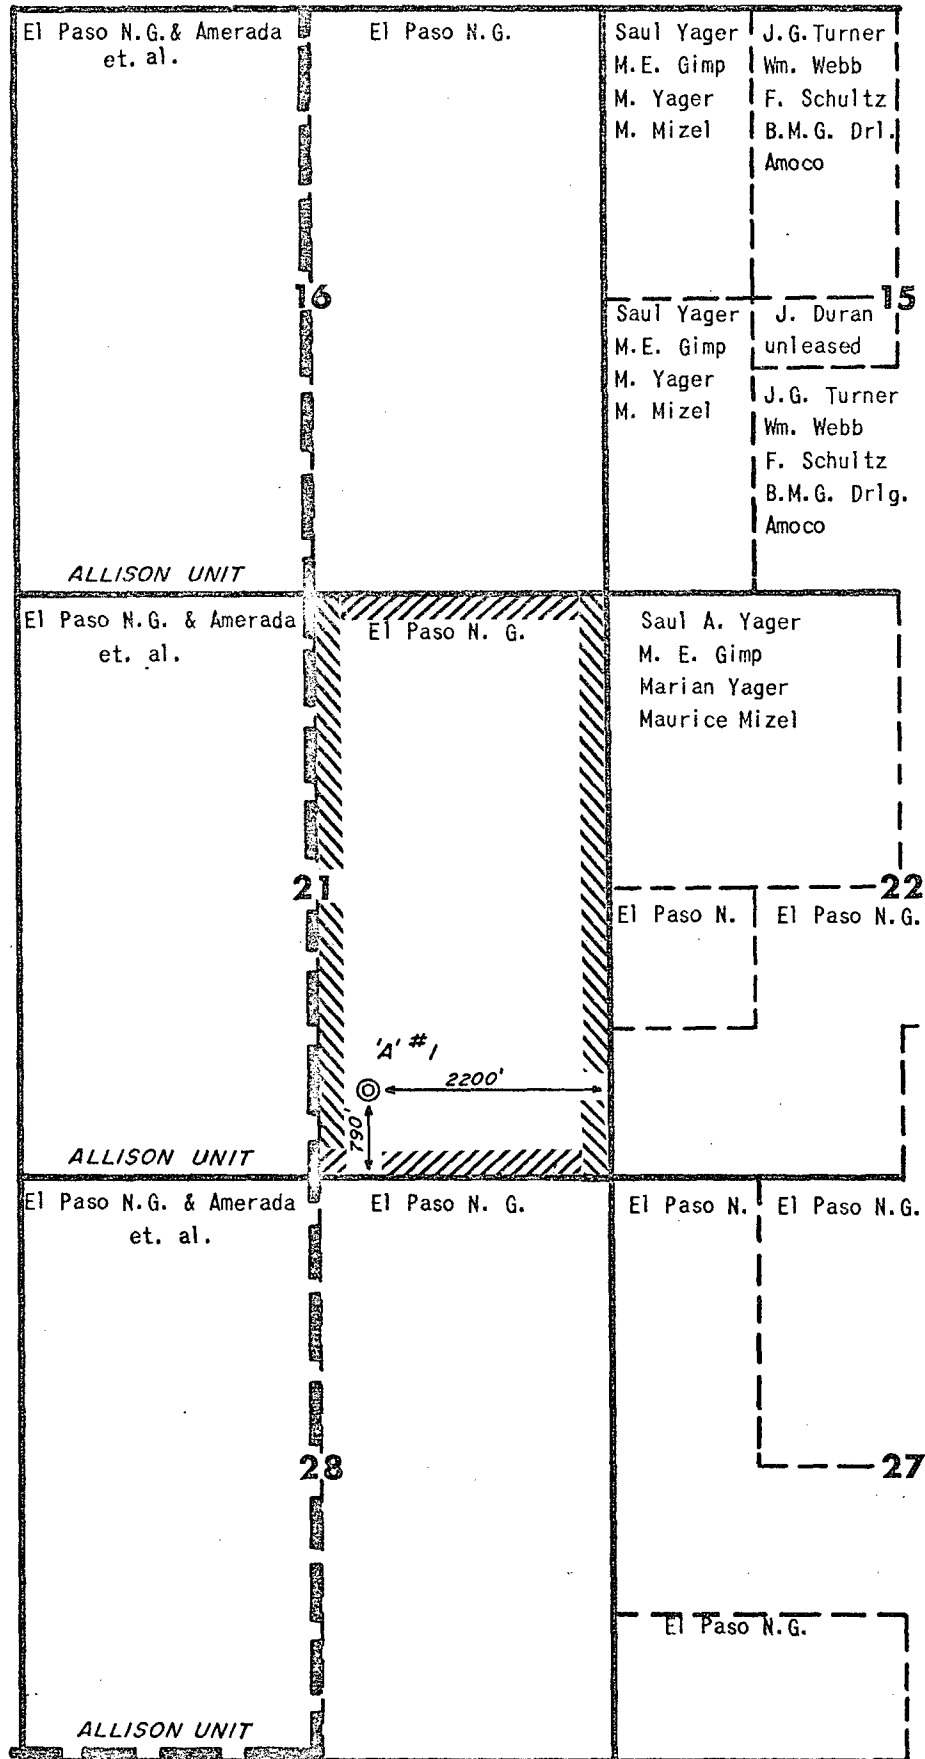 El Paso N.G.& Amerada
et. al.
El Paso N.G.
Saul Yager
M.E. Gimp
M. Yager
M. Mizel
J.G.Turner
Wm. Webb
F. Schultz
B.M.G. Drl.
Amoco
16
15
Saul Yager
M.E. Gimp
M. Yager
M. Mizel
J. Duran
unleased
J.G. Turner
Wm. Webb
F. Schultz
B.M.G. Drlg.
Amoco
ALLISON UNIT
El Paso N.G. & Amerada
et. al.
El Paso N. G.
Saul A. Yager
M. E. Gimp
Marian Yager
Maurice Mizel
21
22
El Paso N.
El Paso N.G.
'A' #1
2200'
790'
ALLISON UNIT
El Paso N.G. & Amerada
et. al.
El Paso N. G.
El Paso N.
El Paso N.G.
28
27
El Paso N.G.
ALLISON UNIT